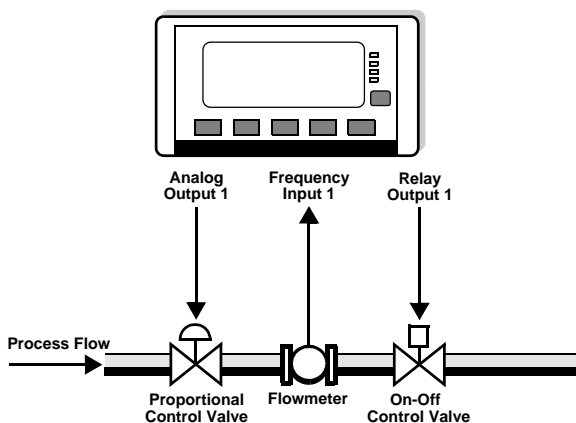 Analog
Output 1
Frequency
Input 1
Relay
Output 1
Process Flow
Proportional
Control Valve
Flowmeter
On-Off
Control Valve